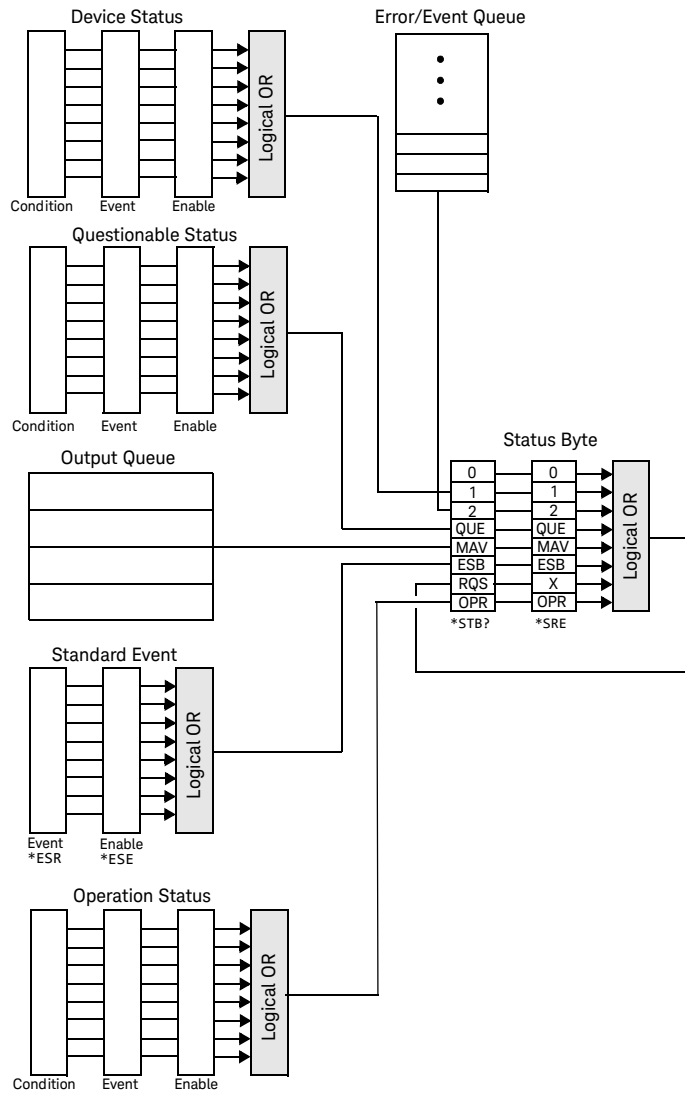 Device Status
Logical OR
Condition Event Enable
Error/Event Queue
Questionable Status
Logical OR
Condition Event Enable
Output Queue
Status Byte
0 0
1 1
2 2
QUE QUE
MAV MAV
ESB ESB
RQS X
OPR OPR
*STB? *SRE
Logical OR
Standard Event
Logical OR
Event Enable
*ESR *ESE
Operation Status
Logical OR
Condition Event Enable